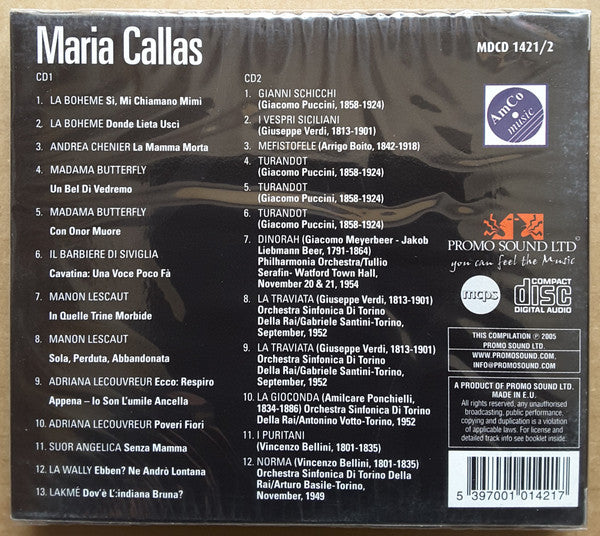 Maria Callas
MDCD 1421/2
CD1
1. LA BOHEME Sì, Mi Chiamano Mimì
2. LA BOHEME Donde Lieta Uscì
3. ANDREA CHENIER La Mamma Morta
4. MADAMA BUTTERFLY
Un Bel Di Vedremo
5. MADAMA BUTTERFLY
Con Onor Muore
6. IL BARBIERE DI SIVIGLIA
Cavatina: Una Voce Poco Fà
7. MANON LESCAUT
In Quelle Trine Morbide
8. MANON LESCAUT
Sola, Perduta, Abbandonata
9. ADRIANA LECOUVREUR Ecco: Respiro
Appena – Io Son L'umile Ancella
10. ADRIANA LECOUVREUR Poveri Fiori
11. SUOR ANGELICA Senza Mamma
12. LA WALLY Ebben? Ne Andrò Lontana
13. LAKMÉ Dov'è L':indiana Bruna?
CD2
1. GIANNI SCHICCHI
(Giacomo Puccini, 1858-1924)
2. I VESPRI SICILIANI
(Giuseppe Verdi, 1813-1901)
3. MEFISTOFELE (Arrigo Boito, 1842-1918)
4. TURANDOT
(Giacomo Puccini, 1858-1924)
5. TURANDOT
(Giacomo Puccini, 1858-1924)
6. TURANDOT
(Giacomo Puccini, 1858-1924)
7. DINORAH (Giacomo Meyerbeer - Jakob
Liebmann Beer, 1791-1864)
Philharmonia Orchestra/Tullio
Serafin- Watford Town Hall,
November 20 & 21, 1954
8. LA TRAVIATA (Giuseppe Verdi, 1813-1901)
Orchestra Sinfonica Di Torino
Della Rai/Gabriele Santini-Torino,
September, 1952
9. LA TRAVIATA (Giuseppe Verdi, 1813-1901)
Orchestra Sinfonica Di Torino
Della Rai/Gabriele Santini-Torino,
September, 1952
10. LA GIOCONDA (Amilcare Ponchielli,
1834-1886) Orchestra Sinfonica Di Torino
Della Rai/Antonino Votto-Torino, 1952
11. I PURITANI
(Vincenzo Bellini, 1801-1835)
12. NORMA (Vincenzo Bellini, 1801-1835)
Orchestra Sinfonica Di Torino Della
Rai/Arturo Basile-Torino,
November, 1949
AmCo
music
PROMO SOUND LTD ©
you can feel the Music
mcps
COMPACT
disc
DIGITAL AUDIO
THIS COMPILATION ℗ 2005
PROMO SOUND LTD.
WWW.PROMOSOUND.COM
INFO@PROMOSOUND.COM
A PRODUCT OF PROMO SOUND LTD.
MADE IN E.U.
All rights reserved, any unauthorised
broadcasting, public performance,
copying and duplication is a violation
of applicable laws. For license and
detailed track info see booklet inside.
5 397001 014217